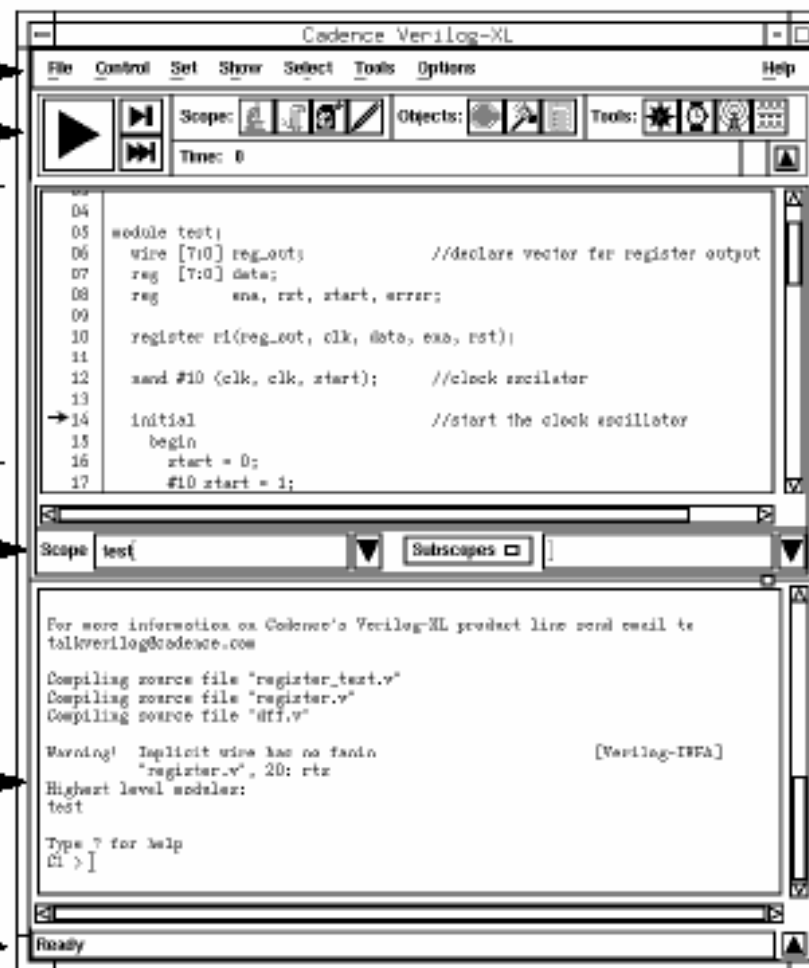 Cadence Verilog-XL
File Control Set Show Select Tools Options Help
Scope: Objects: Tools:
Time: 0
04
05 module test;
06 wire [7:0] reg_out; //declare vector for register output
07 reg [7:0] data;
08 reg ena, rst, start, error;
09
10 register r1(reg_out, clk, data, ena, rst);
11
12 nand #10 (clk, clk, start); //clock oscilator
13
14 initial //start the clock oscillator
15 begin
16 start = 0;
17 #10 start = 1;
Scope test Subscopes
For more information on Cadence's Verilog-XL product line send email to
talkverilog@cadence.com
Compiling source file "register_test.v"
Compiling source file "register.v"
Compiling source file "dff.v"
Warning! Implicit wire has no fanin [Verilog-IWFA]
"register.v", 20: rtz
Highest level modules:
test
Type ? for help
C1 >
Ready